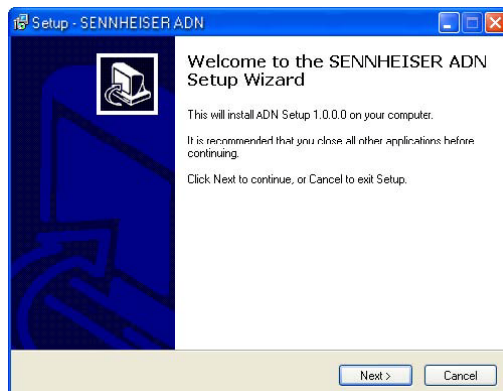 Setup - SENNHEISER ADN
Welcome to the SENNHEISER ADN
Setup Wizard
This will install ADN Setup 1.0.0.0 on your computer.
It is recommended that you close all other applications before
continuing.
Click Next to continue, or Cancel to exit Setup.
Next >
Cancel